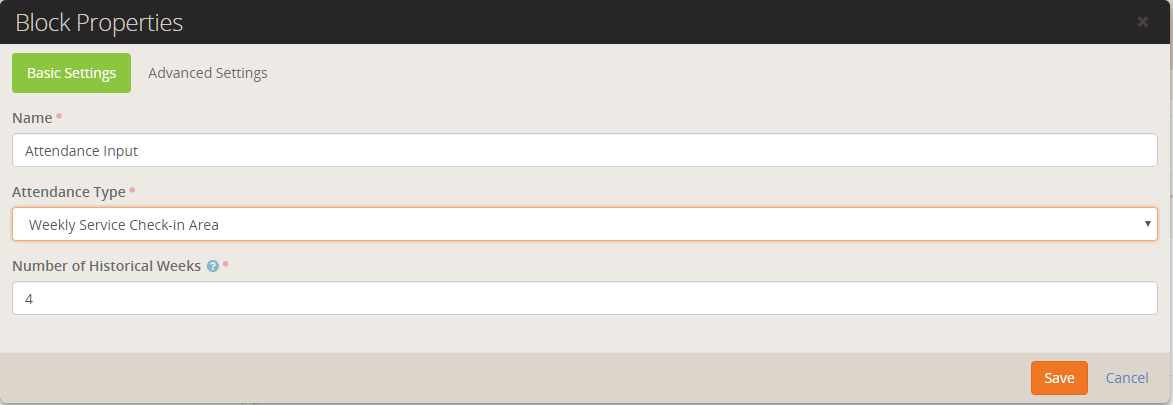 Block Properties
×
Basic Settings Advanced Settings
Name
Attendance Input
Attendance Type
Weekly Service Check-in Area
Number of Historical Weeks ?
4
Save Cancel